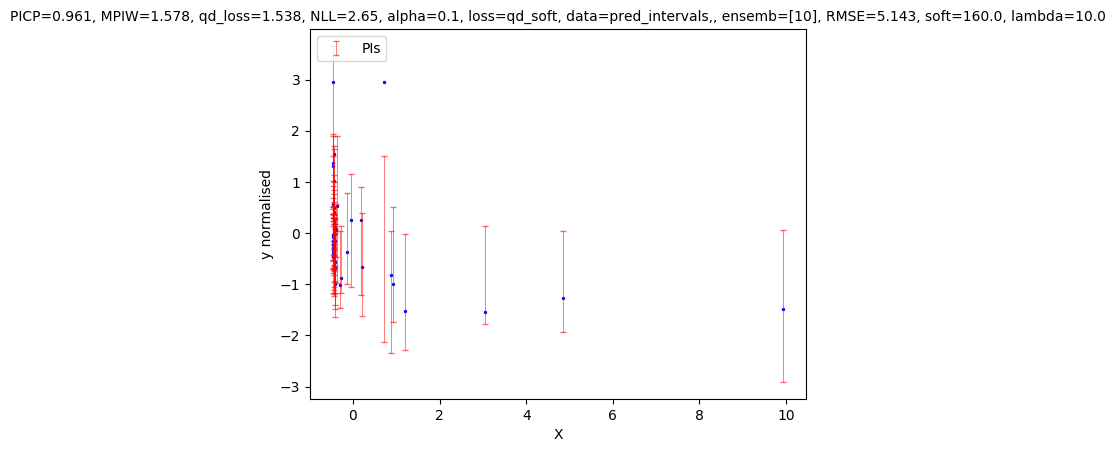 PICP=0.961, MPIW=1.578, qd_loss=1.538, NLL=2.65, alpha=0.1, loss=qd_soft, data=pred_intervals,, ensemb=[10], RMSE=5.143, soft=160.0, lambda=10.0
PIs
3
2
1
0
−1
−2
−3
y normalised
0 2 4 6 8 10
X